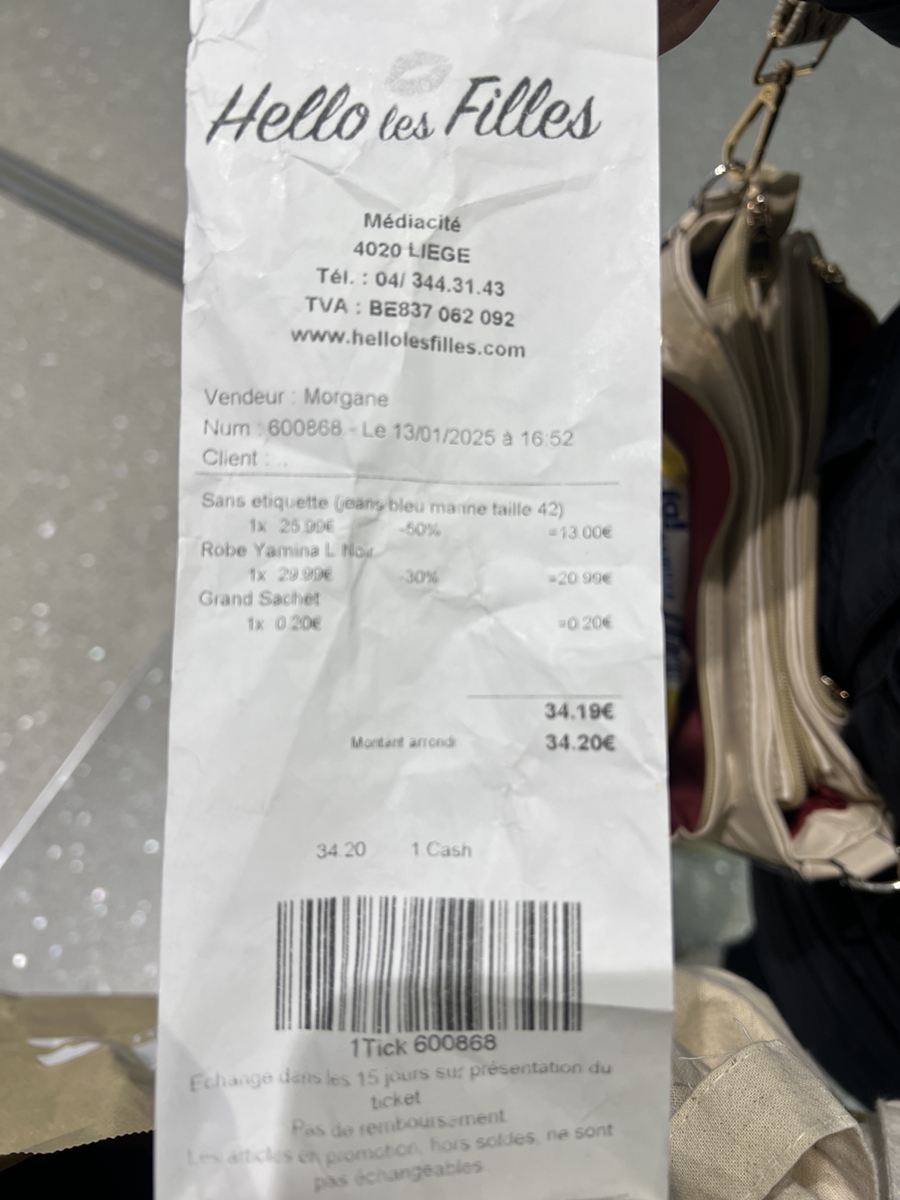 Hello les Filles
Médiacité
4020 LIEGE
Tél. : 04/ 344.31.43
TVA : BE837 062 092
www.hellolesfilles.com
Vendeur : Morgane
Num : 600868 - Le 13/01/2025 à 16:52
Client : ..
Sans etiquette (jeans bleu marine taille 42)
1x 25.99€ -50% =13.00€
Robe Yamina L Noir
1x 29.99€ -30% =20.99€
Grand Sachet
1x 0.20€ =0.20€
34.19€
Montant arrondi 34.20€
34.20 1.Cash
1Tick 600868
Echange dans les 15 jours sur présentation du
ticket
Pas de remboursement
Les articles en promotion, hors soldes, ne sont
pas échangeables